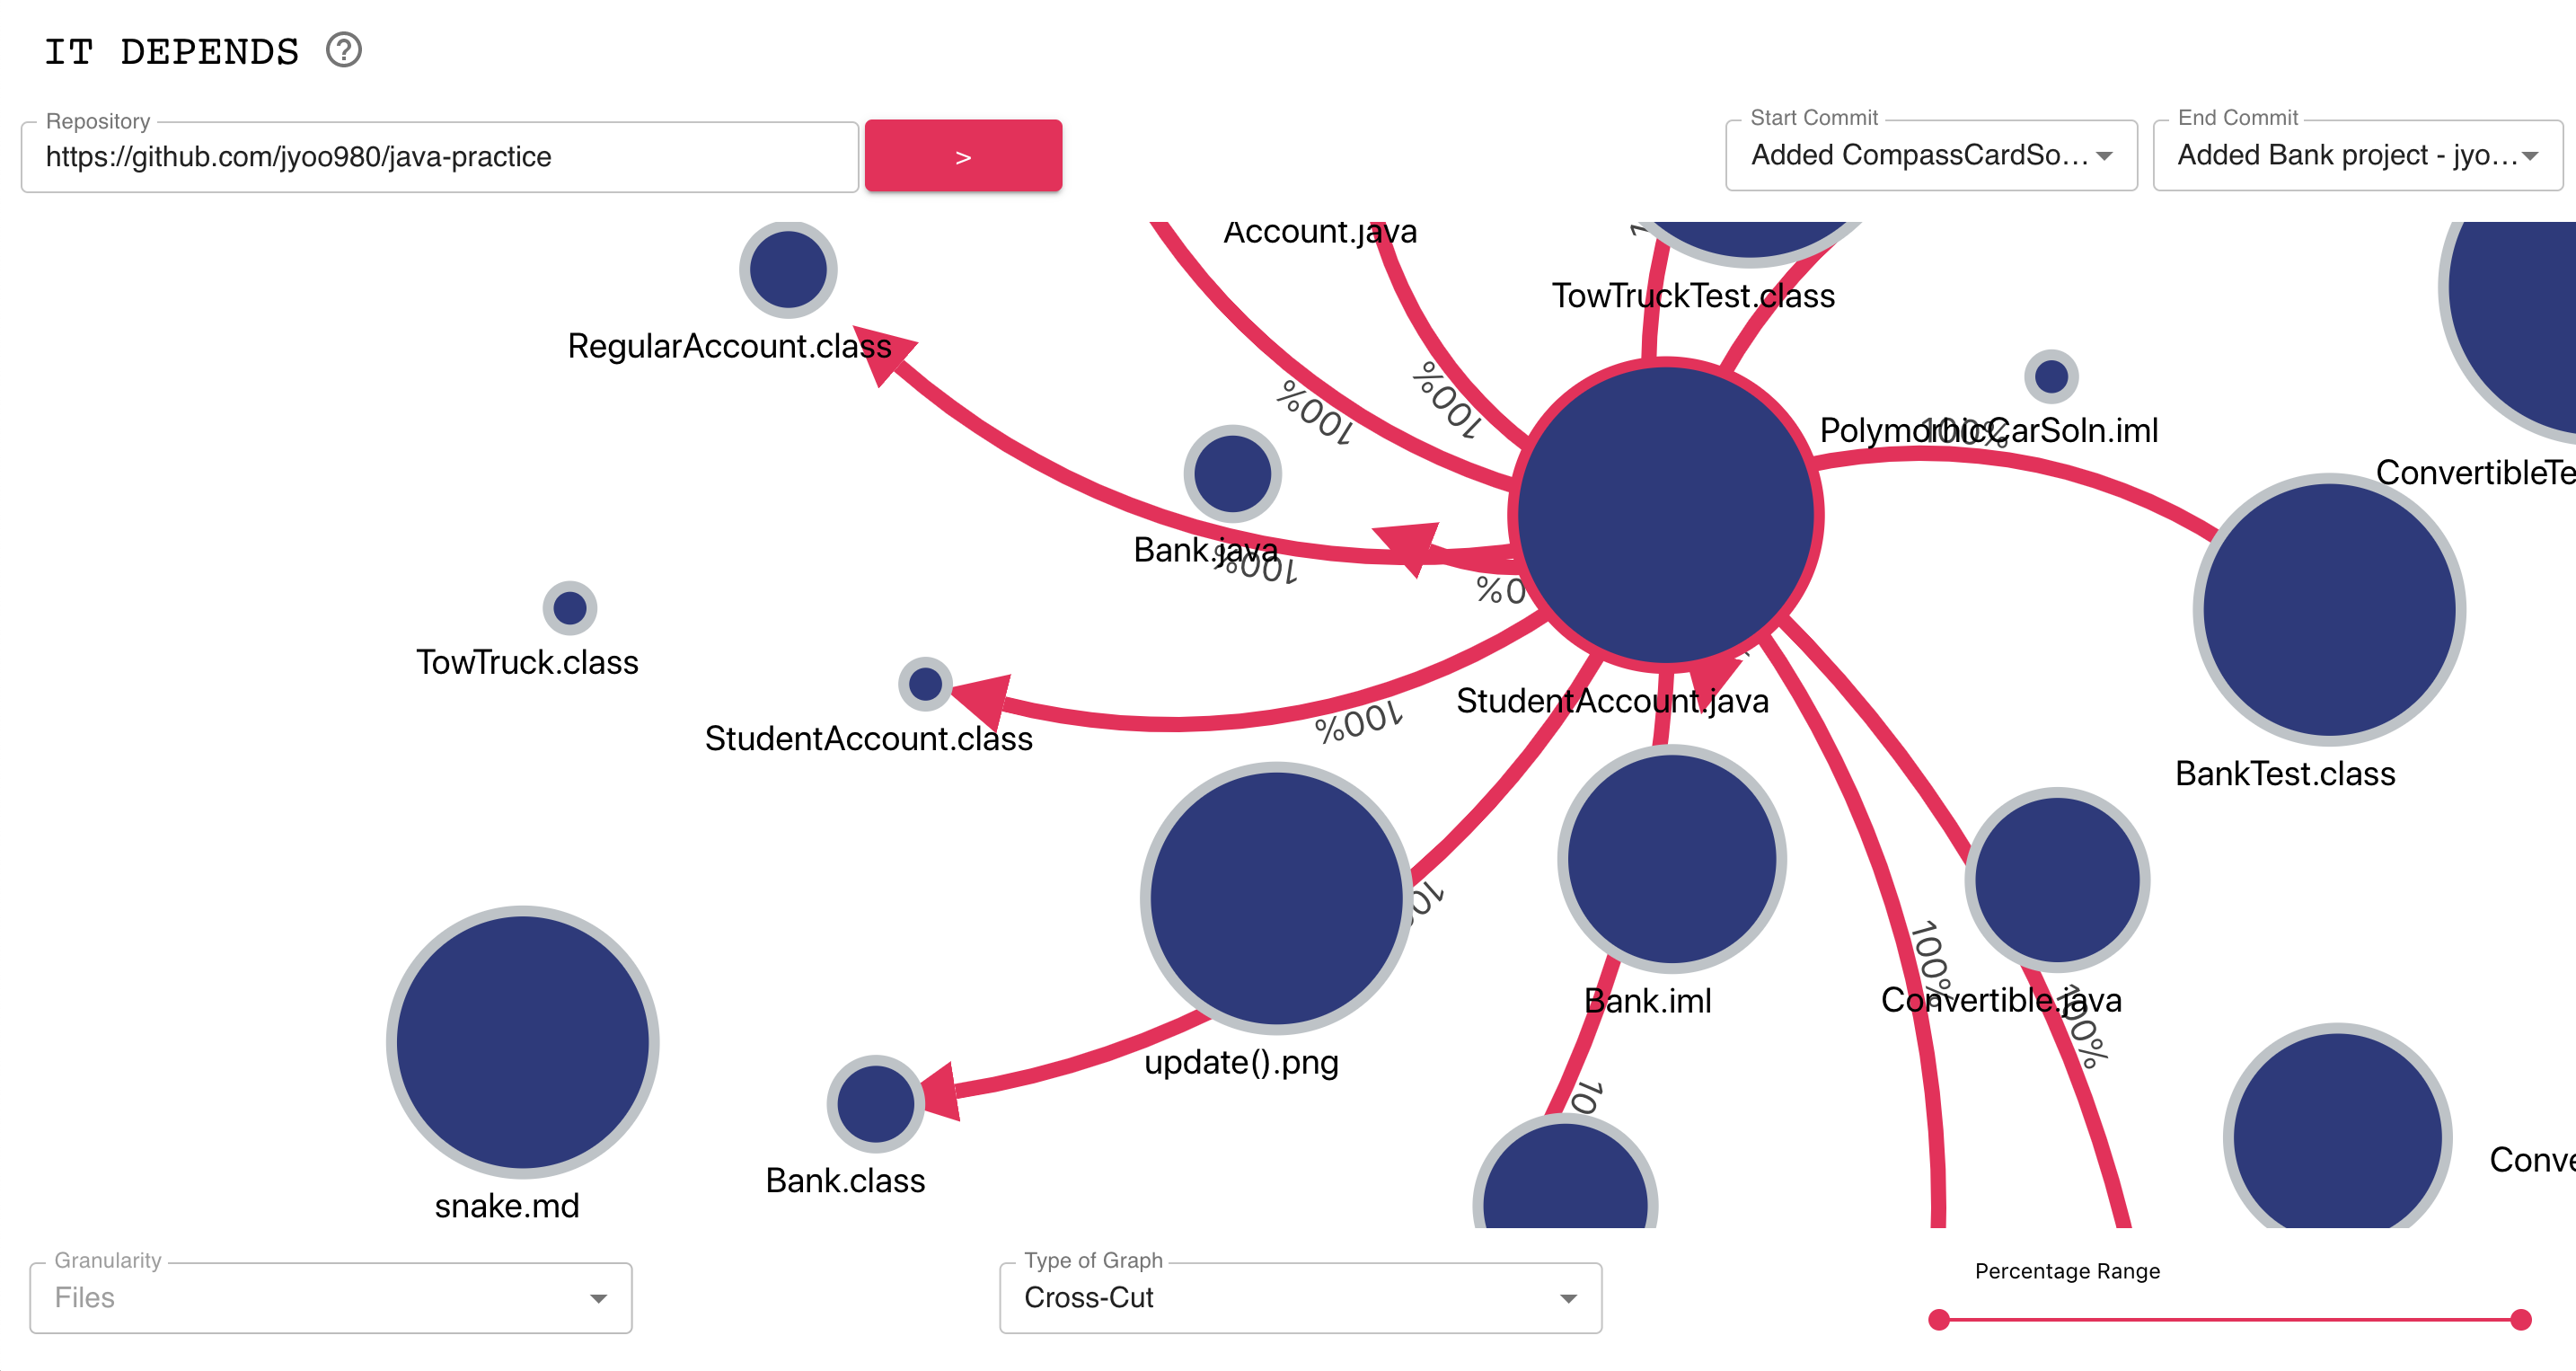 IT DEPENDS
?
Repository
https://github.com/jyoo980/java-practice
>
Start Commit
Added CompassCardSo...
End Commit
Added Bank project - jyo...
Account.java
TowTruckTest.class
RegularAccount.class
100%
100%
PolymorhicCarSoln.iml
100%
ConvertibleTe
Bank.java
100%
0%
TowTruck.class
StudentAccount.class
100%
StudentAccount.java
BankTest.class
10
100%
Bank.iml
Convertible.java
100%
update().png
10
Bank.class
Conve
snake.md
Granularity
Files
Type of Graph
Cross-Cut
Percentage Range